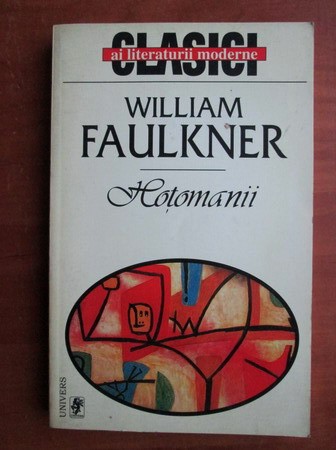 CLASICI
ai literaturii moderne
WILLIAM
FAULKNER
Hoțomanii
UNIVERS